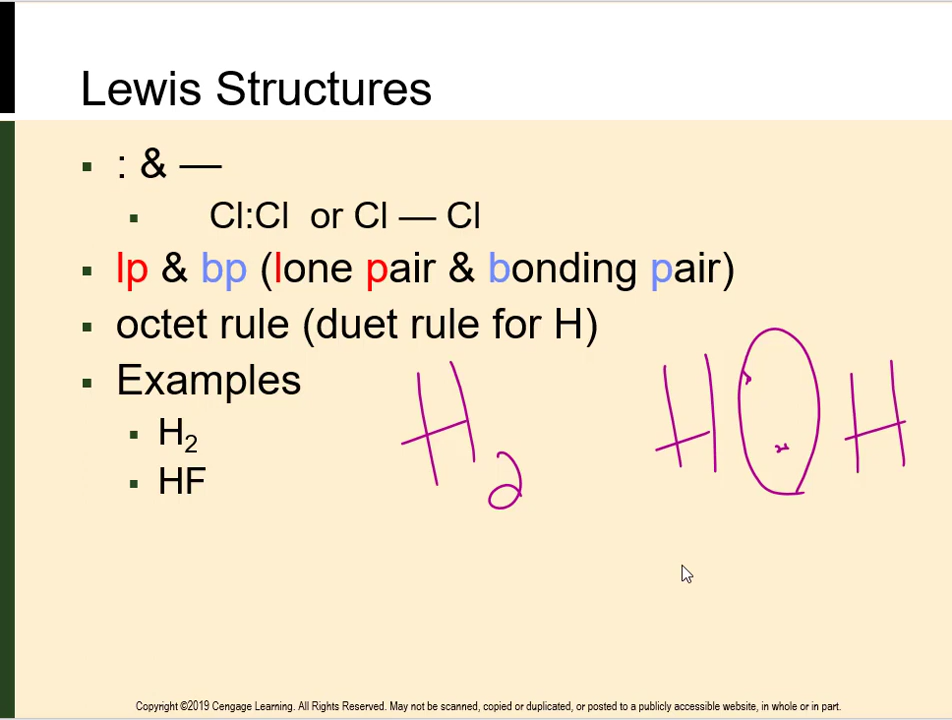 Lewis Structures
: & —
Cl:Cl or Cl — Cl
lp & bp (lone pair & bonding pair)
octet rule (duet rule for H)
Examples
H₂
HF
H₂
H : H
Copyright ©2019 Cengage Learning. All Rights Reserved. May not be scanned, copied or duplicated, or posted to a publicly accessible website, in whole or in part.